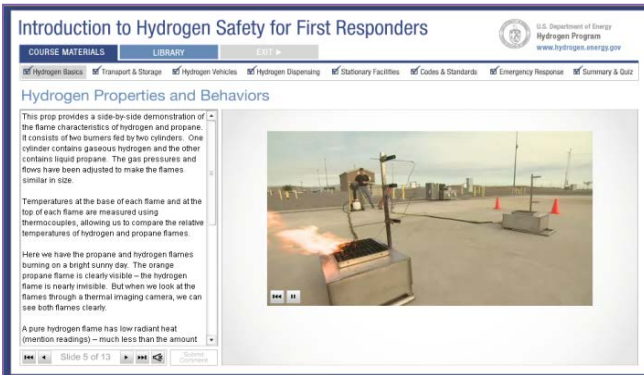 Introduction to Hydrogen Safety for First Responders
U.S. Department of Energy
Hydrogen Program
www.hydrogen.energy.gov
COURSE MATERIALS
LIBRARY
EXIT ►
Hydrogen Basics
Transport & Storage
Hydrogen Vehicles
Hydrogen Dispensing
Stationary Facilities
Codes & Standards
Emergency Response
Summary & Quiz
Hydrogen Properties and Behaviors
This prop provides a side-by-side demonstration of
the flame characteristics of hydrogen and propane.
It consists of two burners fed by two cylinders. One
cylinder contains gaseous hydrogen and the other
contains liquid propane. The gas pressures and
flows have been adjusted to make the flames
similar in size.
Temperatures at the base of each flame and at the
top of each flame are measured using
thermocouples, allowing us to compare the relative
temperatures of hydrogen and propane flames.
Here we have the propane and hydrogen flames
burning on a bright sunny day. The orange
propane flame is clearly visible – the hydrogen
flame is nearly invisible. But when we look at the
flames through a thermal imaging camera, we can
see both flames clearly.
A pure hydrogen flame has low radiant heat
(mention readings) – much less than the amount
Slide 5 of 13
Submit
Comment